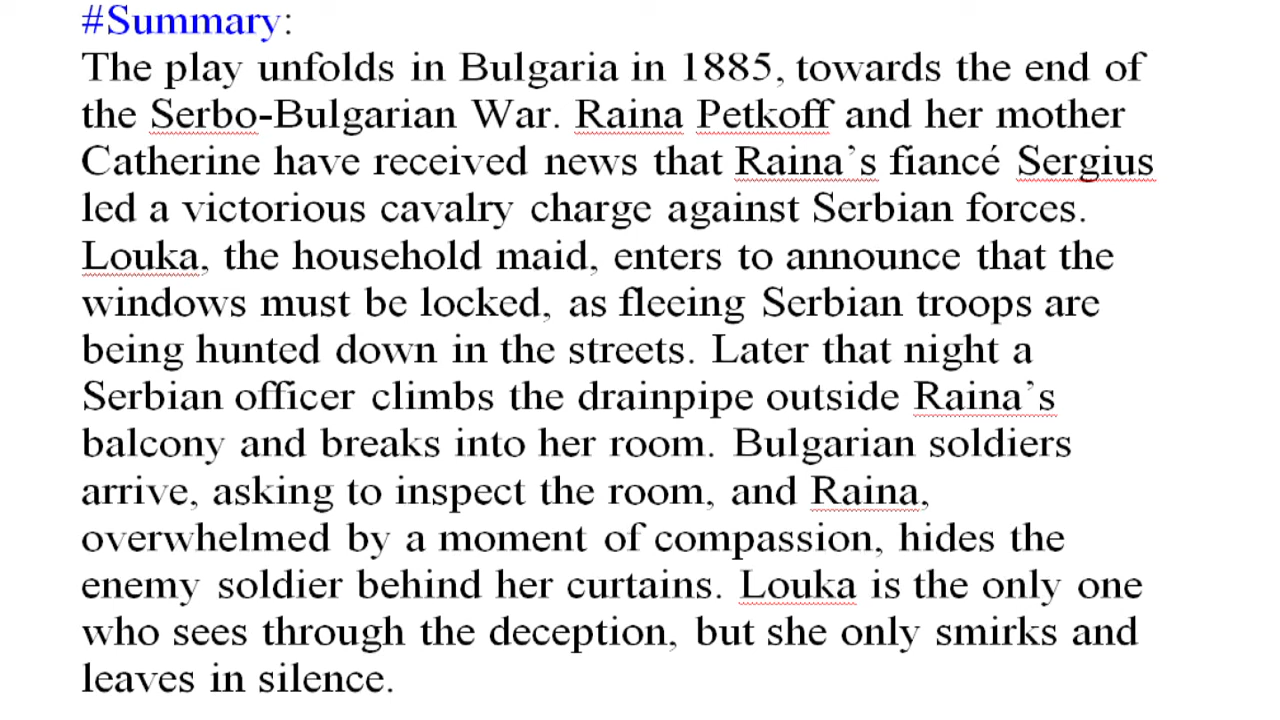 #Summary:
The play unfolds in Bulgaria in 1885, towards the end of
the Serbo-Bulgarian War. Raina Petkoff and her mother
Catherine have received news that Raina’s fiancé Sergius
led a victorious cavalry charge against Serbian forces.
Louka, the household maid, enters to announce that the
windows must be locked, as fleeing Serbian troops are
being hunted down in the streets. Later that night a
Serbian officer climbs the drainpipe outside Raina’s
balcony and breaks into her room. Bulgarian soldiers
arrive, asking to inspect the room, and Raina,
overwhelmed by a moment of compassion, hides the
enemy soldier behind her curtains. Louka is the only one
who sees through the deception, but she only smirks and
leaves in silence.